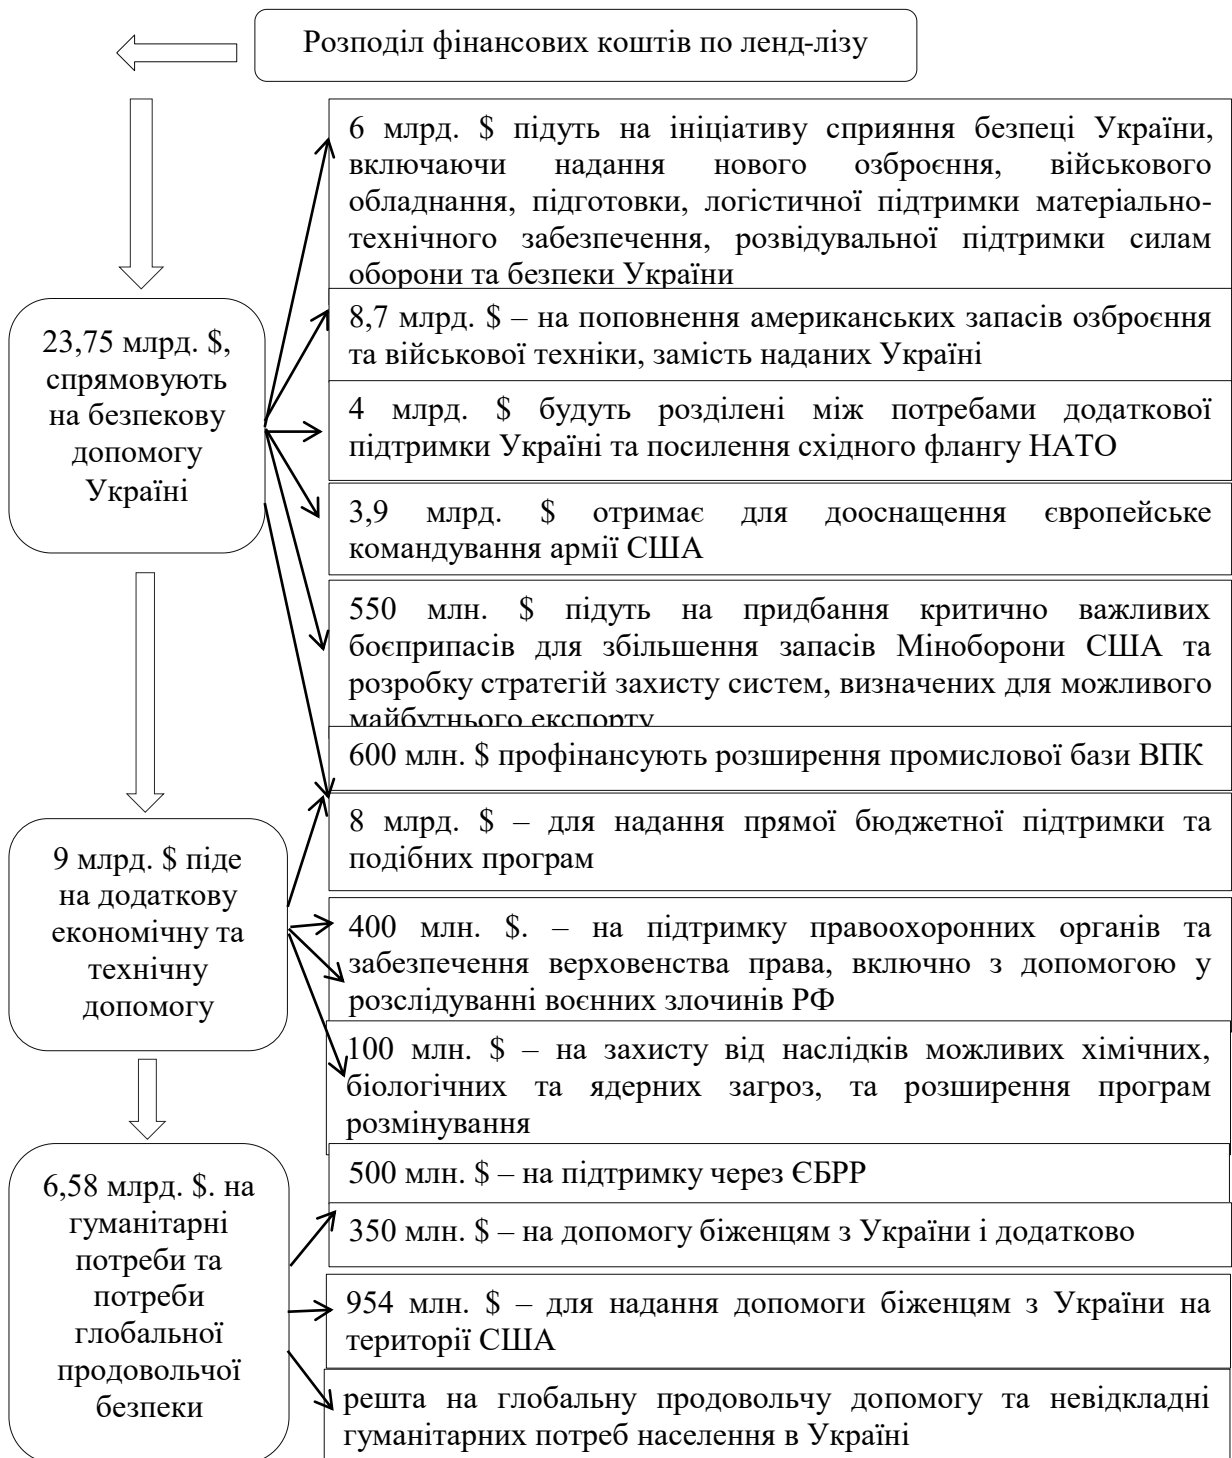 Розподіл фінансових коштів по ленд-лізу
6 млрд. $ підуть на ініціативу сприяння безпеці України,
включаючи надання нового озброєння, військового
обладнання, підготовки, логістичної підтримки матеріально-
технічного забезпечення, розвідувальної підтримки силам
оборони та безпеки України
23,75 млрд. $,
спрямовують
на безпекову
допомогу
Україні
8,7 млрд. $ – на поповнення американських запасів озброєння
та військової техніки, замість наданих Україні
4 млрд. $ будуть розділені між потребами додаткової
підтримки Україні та посилення східного флангу НАТО
3,9 млрд. $ отримає для дооснащення європейське
командування армії США
550 млн. $ підуть на придбання критично важливих
боєприпасів для збільшення запасів Міноборони США та
розробку стратегій захисту систем, визначених для можливого
майбутнього експорту
600 млн. $ профінансують розширення промислової бази ВПК
9 млрд. $ піде
на додаткову
економічну та
технічну
допомогу
8 млрд. $ – для надання прямої бюджетної підтримки та
подібних програм
400 млн. $. – на підтримку правоохоронних органів та
забезпечення верховенства права, включно з допомогою у
розслідуванні воєнних злочинів РФ
100 млн. $ – на захисту від наслідків можливих хімічних,
біологічних та ядерних загроз, та розширення програм
розмінування
6,58 млрд. $. на
гуманітарні
потреби та
потреби
глобальної
продовольчої
безпеки
500 млн. $ – на підтримку через ЄБРР
350 млн. $ – на допомогу біженцям з України і додатково
954 млн. $ – для надання допомоги біженцям з України на
території США
решта на глобальну продовольчу допомогу та невідкладні
гуманітарних потреб населення в Україні